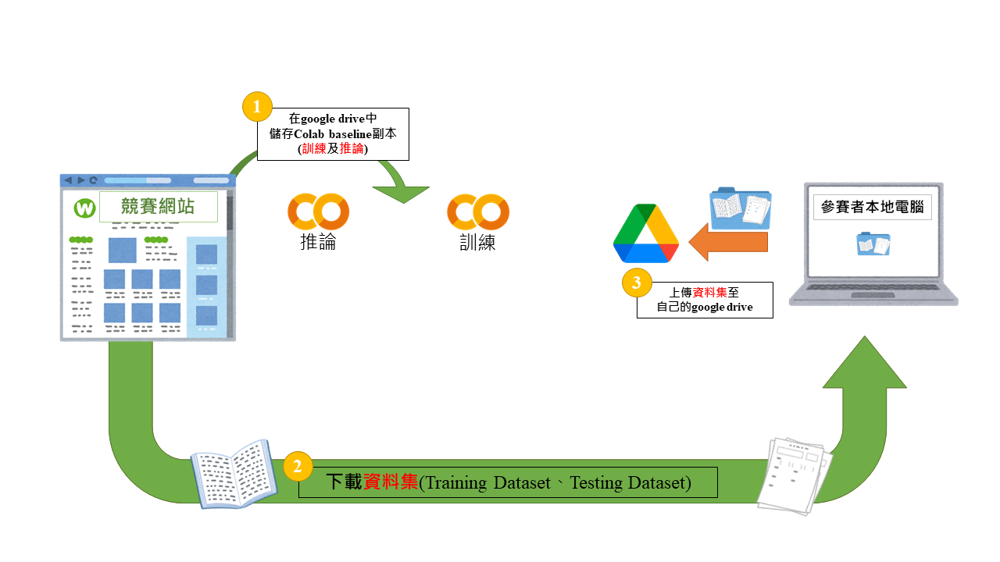 1
在google drive中
儲存Colab baseline副本
(訓練及推論)
W
競賽網站
推論
訓練
參賽者本地電腦
3
上傳資料集至
自己的google drive
2
下載資料集(Training Dataset、Testing Dataset)